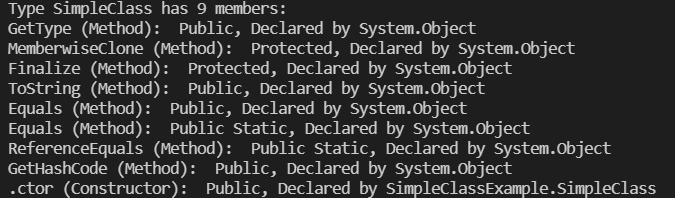 Type SimpleClass has 9 members:
GetType (Method):  Public, Declared by System.Object
MemberwiseClone (Method):  Protected, Declared by System.Object
Finalize (Method):  Protected, Declared by System.Object
ToString (Method):  Public, Declared by System.Object
Equals (Method):  Public, Declared by System.Object
Equals (Method):  Public Static, Declared by System.Object
ReferenceEquals (Method):  Public Static, Declared by System.Object
GetHashCode (Method):  Public, Declared by System.Object
.ctor (Constructor):  Public, Declared by SimpleClassExample.SimpleClass